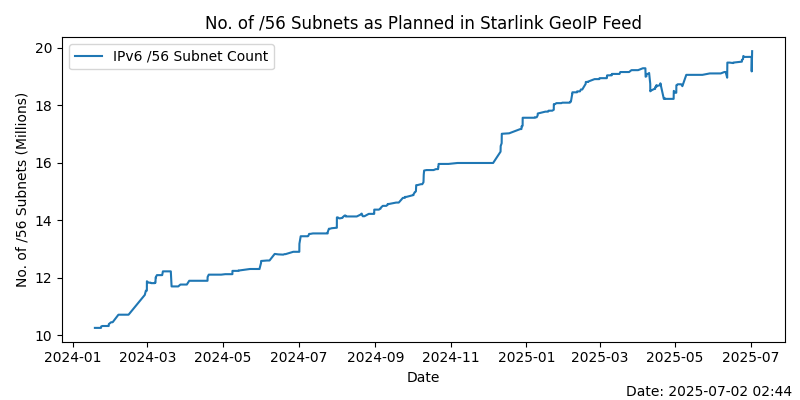 No. of /56 Subnets as Planned in Starlink GeoIP Feed
IPv6 /56 Subnet Count
No. of /56 Subnets (Millions)
20
18
16
14
12
10
2024-01 2024-03 2024-05 2024-07 2024-09 2024-11 2025-01 2025-03 2025-05 2025-07
Date
Date: 2025-07-02 02:44